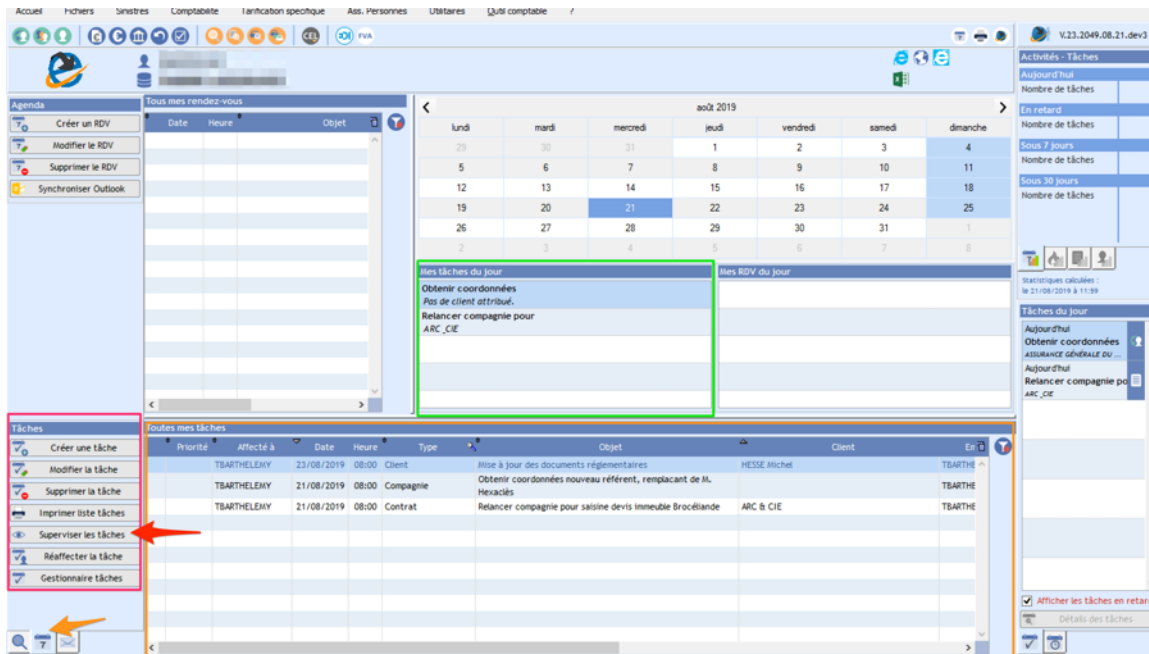 Accueil Fichiers Sinistres Comptabilité Tarification spécifique Ass. Personnes Utilitaires Outil comptable ?
CEL FVA
V.23.2049.08.21.dev3
Agenda
Créer un RDV
Modifier le RDV
Supprimer le RDV
Synchroniser Outlook
Tous mes rendez-vous
Date Heure Objet
août 2019
lundi mardi mercredi jeudi vendredi samedi dimanche
29 30 31 1 2 3 4
5 6 7 8 9 10 11
12 13 14 15 16 17 18
19 20 21 22 23 24 25
26 27 28 29 30 31 1
2 3 4 5 6 7 8
Mes tâches du jour
Obtenir coordonnées
Pas de client attribué.
Relancer compagnie pour
ARC_CIE
Mes RDV du jour
Activités - Tâches
Aujourd'hui
Nombre de tâches
En retard
Nombre de tâches
Sous 7 jours
Nombre de tâches
Sous 30 jours
Nombre de tâches
Statistiques calculées :
le 21/08/2019 à 11:59
Tâches du jour
Aujourd'hui
Obtenir coordonnées
ASSURANCE GÉNÉRALE DU ...
Aujourd'hui
Relancer compagnie po
ARC_CIE
Afficher les tâches en retar
Détails des tâches
Tâches
Créer une tâche
Modifier la tâche
Supprimer la tâche
Imprimer liste tâches
Superviser les tâches
Réaffecter la tâche
Gestionnaire tâches
7
Toutes mes tâches
Priorité Affecté à Date Heure Type Objet Client En
TBARTHELEMY 23/08/2019 08:00 Client Mise à jour des documents réglementaires HESSE Michel TBARTHE
TBARTHELEMY 21/08/2019 08:00 Compagnie Obtenir coordonnées nouveau référent, remplacant de M. Hexaclès TBARTHE
TBARTHELEMY 21/08/2019 08:00 Contrat Relancer compagnie pour saisine devis immeuble Brocéliande ARC & CIE TBARTHE